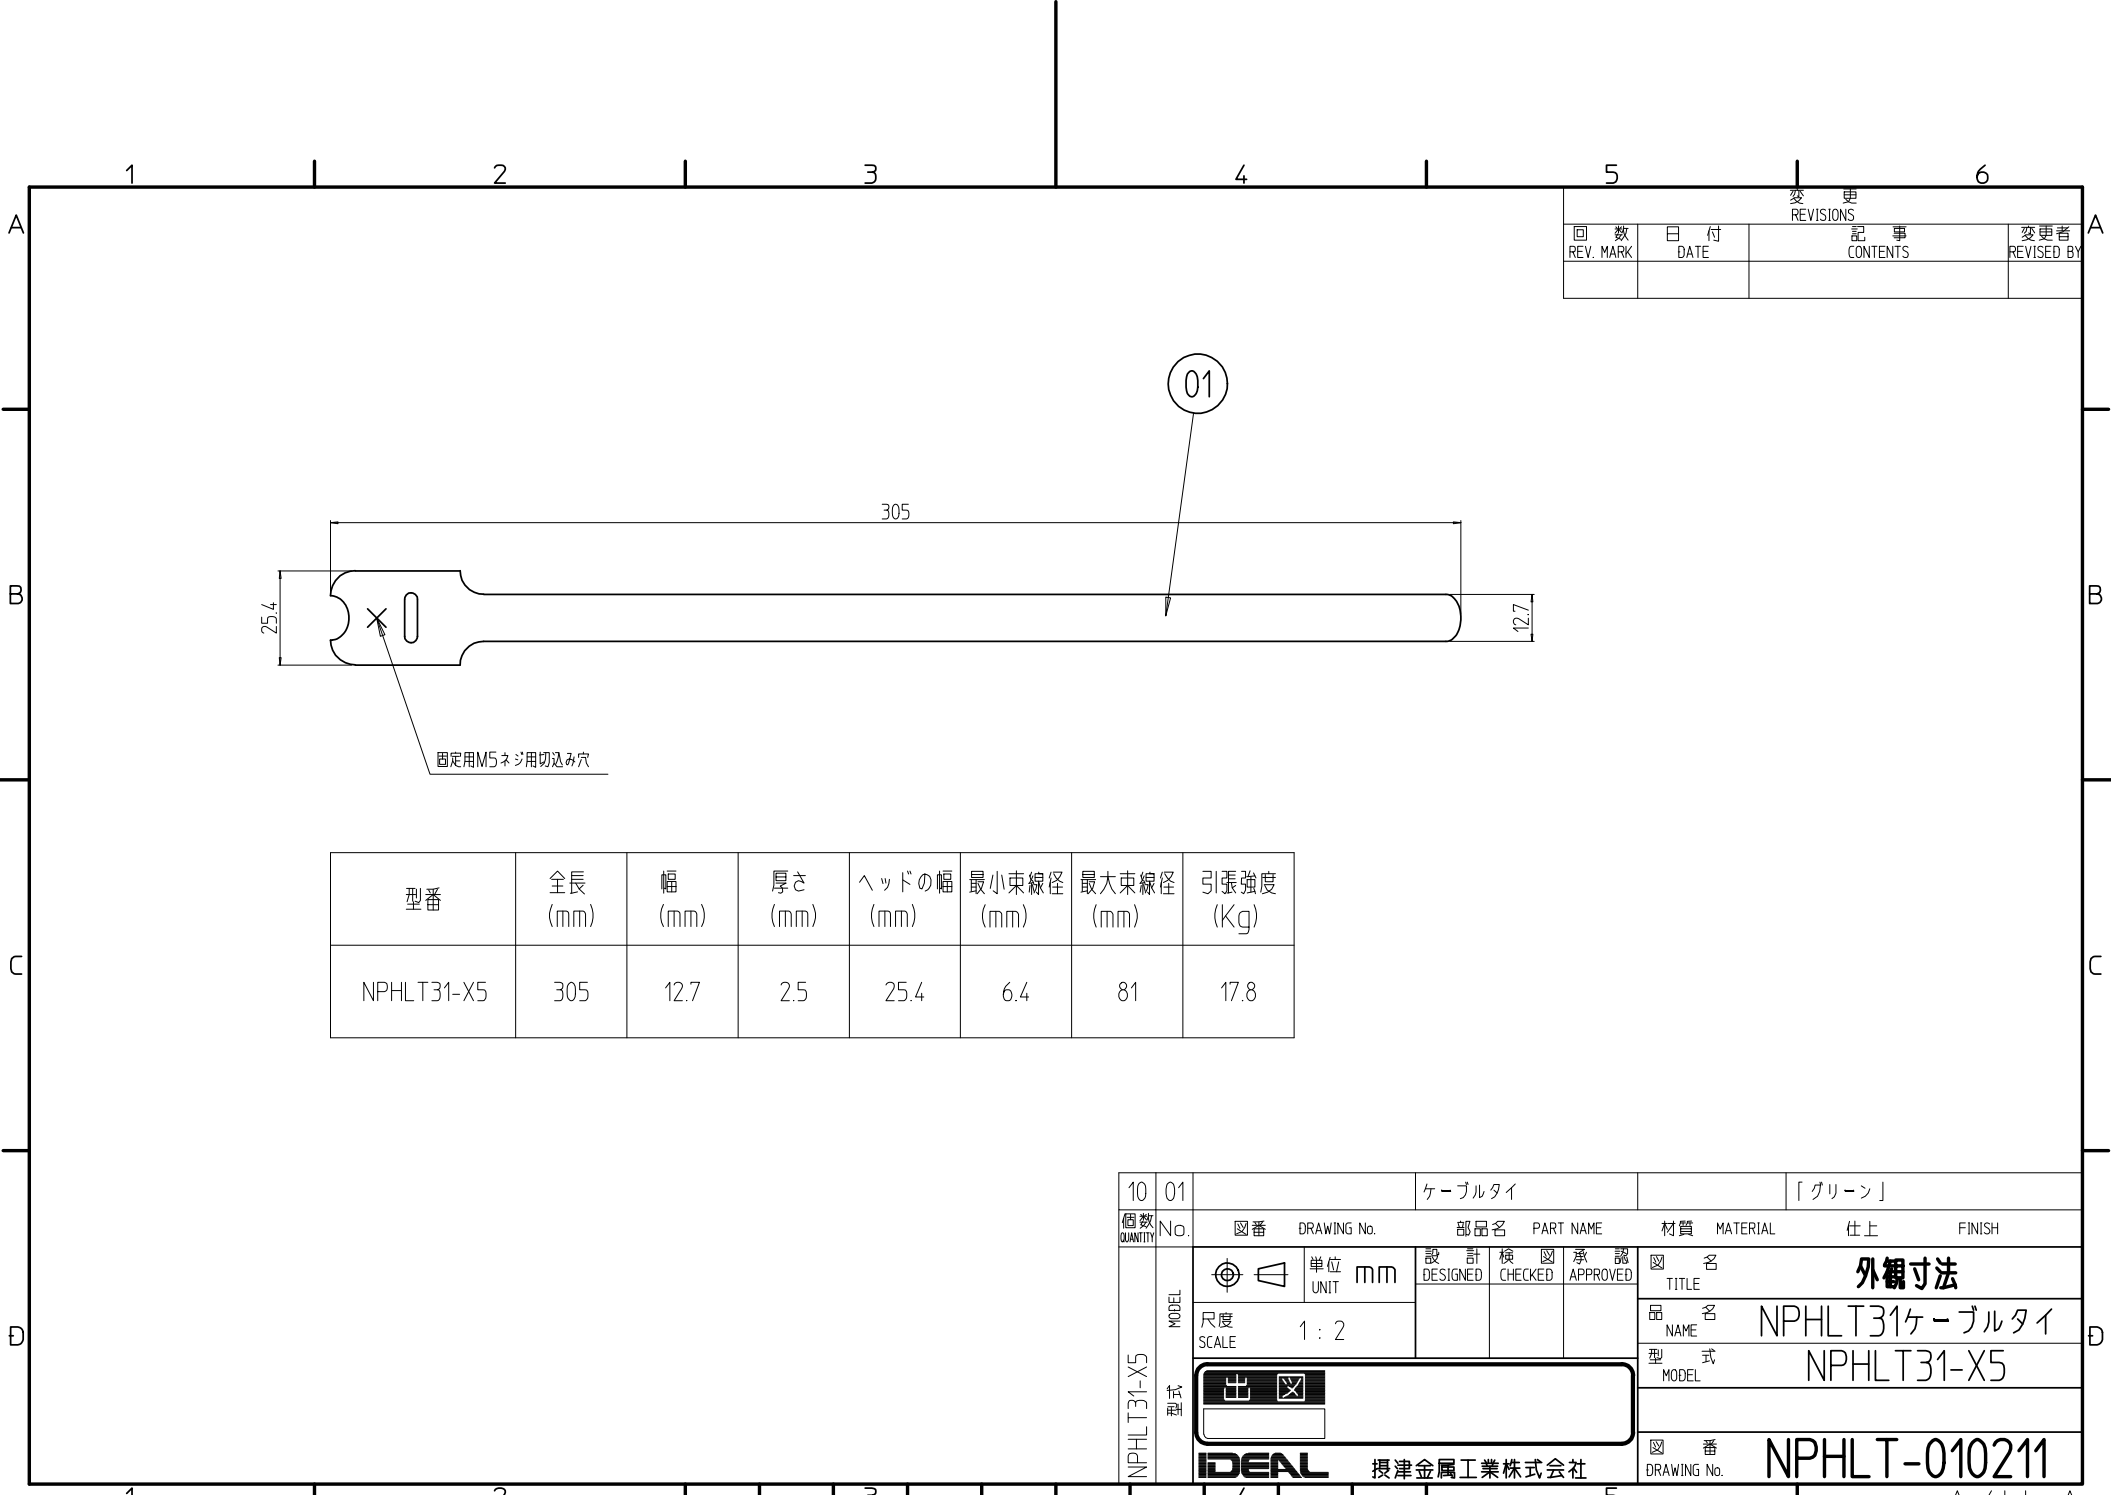 1 2 3 4 5 6
A A
変 更
REVISIONS
回 数 日 付 記 事 変更者
REV. MARK DATE CONTENTS REVISED BY
01
305
B B
25.4
12.7
固定用M5ネジ用切込み穴
型番 全長 幅 厚さ ヘッドの幅 最小束線径 最大束線径 引張強度
(mm) (mm) (mm) (mm) (mm) (mm) (Kg)
C C
NPHLT31-X5 305 12.7 2.5 25.4 6.4 81 17.8
10 01 ケーブルタイ 「グリーン」
個数 No. 図番 DRAWING No. 部品名 PART NAME 材質 MATERIAL 仕上 FINISH
QUANTITY
単位 mm
UNIT
設 計 検 図 承 認
DESIGNED CHECKED APPROVED
図 名 外観寸法
TITLE
尺度 1 : 2
SCALE
品 名 NPHLT31ケーブルタイ
NAME
D D
型 式 NPHLT31-X5
MODEL
MODEL
型式
NPHLT31-X5
出 図
図 番 NPHLT-010211
DRAWING No.
IDEAL 摂津金属工業株式会社